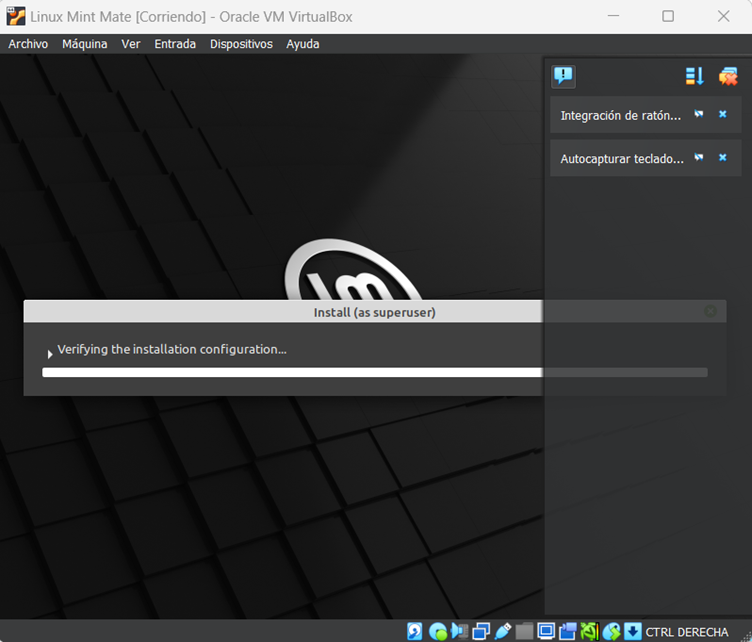 Linux Mint Mate [Corriendo] - Oracle VM VirtualBox
Archivo Máquina Ver Entrada Dispositivos Ayuda
Integración de ratón...
Autocapturar teclado...
lm
Install (as superuser)
Verifying the installation configuration...
CTRL DERECHA